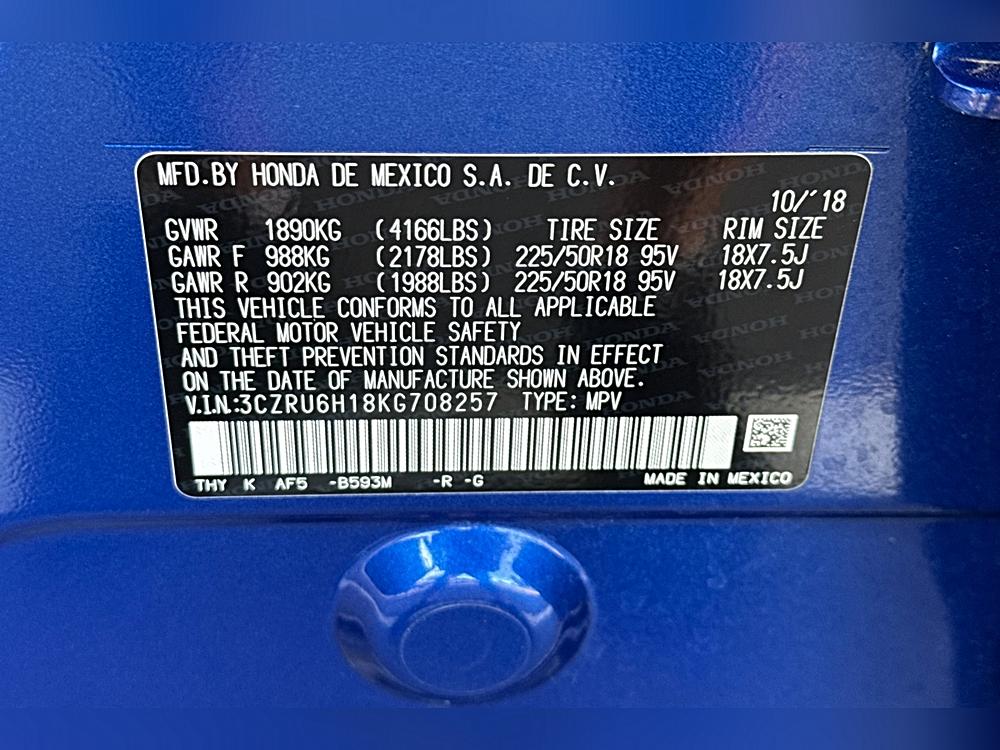 MFD.BY HONDA DE MEXICO S.A. DE C.V.
10/'18
GVWR 1890KG (4166LBS) TIRE SIZE RIM SIZE
GAWR F 988KG (2178LBS) 225/50R18 95V 18X7.5J
GAWR R 902KG (1988LBS) 225/50R18 95V 18X7.5J
THIS VEHICLE CONFORMS TO ALL APPLICABLE
FEDERAL MOTOR VEHICLE SAFETY
AND THEFT PREVENTION STANDARDS IN EFFECT
ON THE DATE OF MANUFACTURE SHOWN ABOVE.
V.I.N.:3CZRU6H18KG708257 TYPE: MPV
THY K AF5 -B593M -R -G MADE IN MEXICO